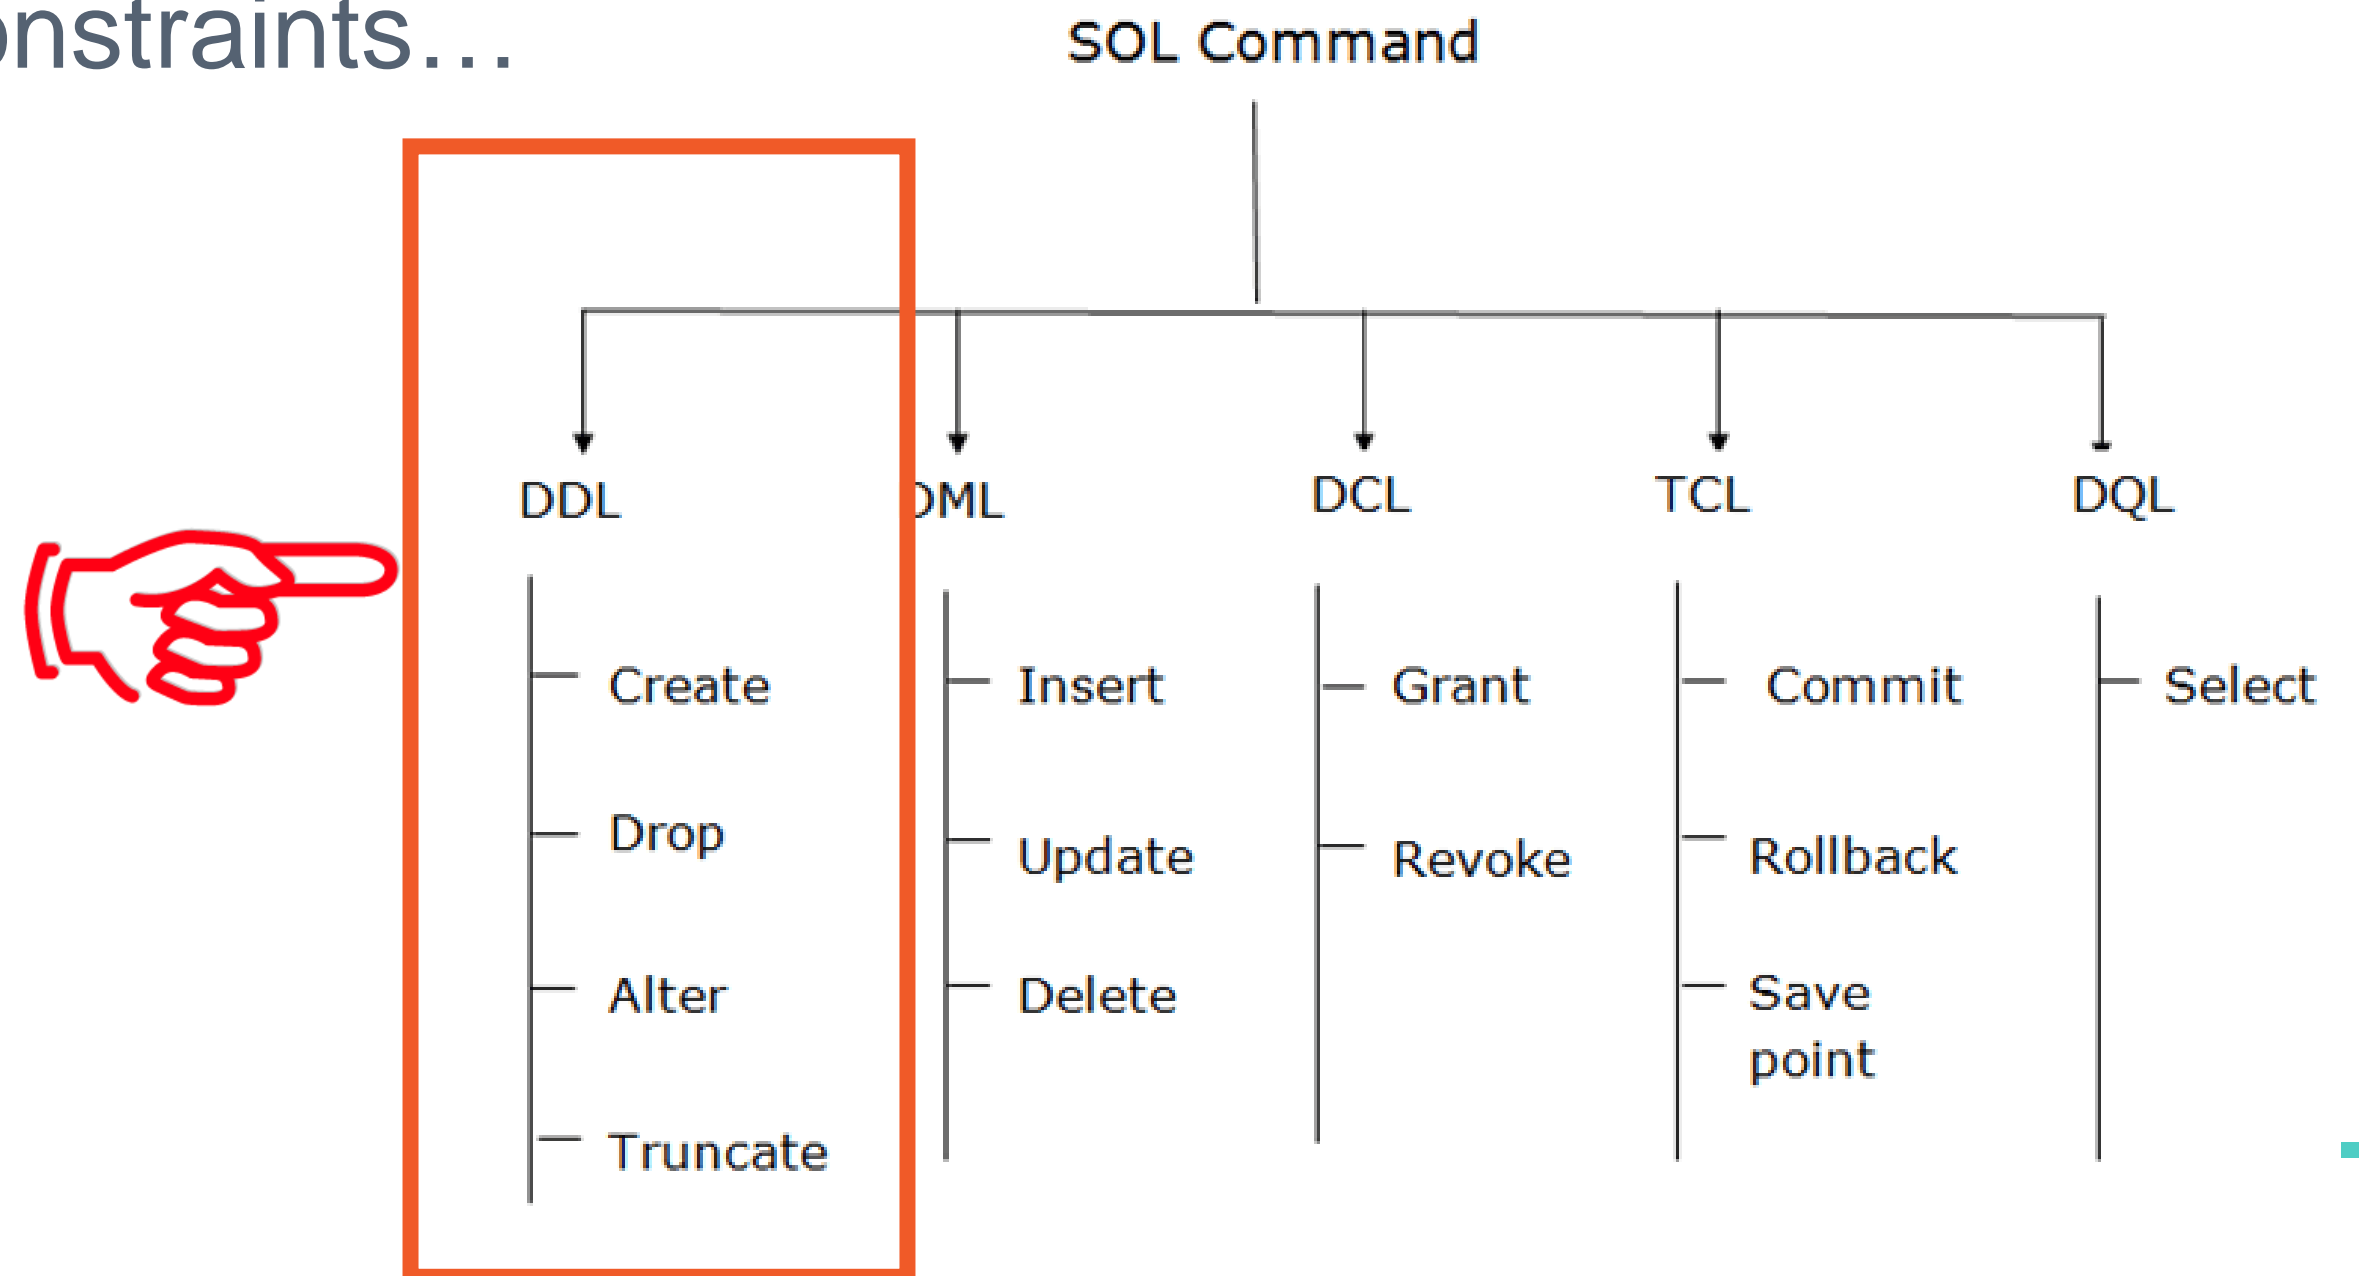 onstraints...
SOL Command
DDL
DML
DCL
TCL
DQL
Create
Insert
Grant
Commit
Select
Drop
Update
Revoke
Rollback
Alter
Delete
Save
point
Truncate